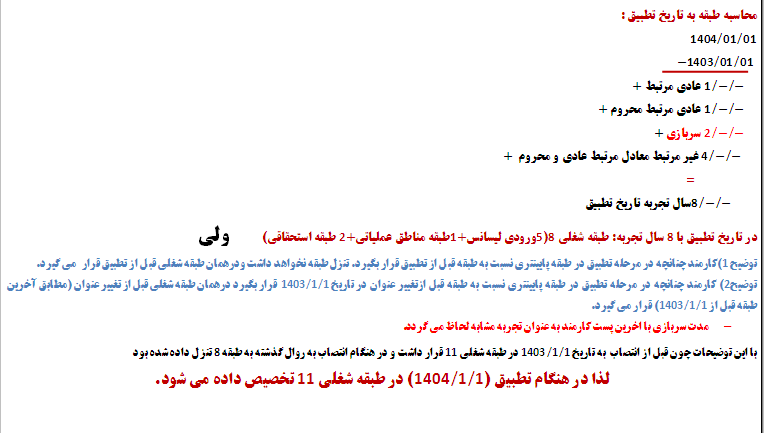 محاسبه طبقه به تاریخ تطبیق :
1404/01/01
1403/01/01–
–/–/1 عادی مرتبط +
–/–/1 عادی مرتبط محروم +
–/–/2 سربازی +
–/–/4 غیر مرتبط معادل مرتبط عادی و محروم +
=
–/–/8سال تجربه تاریخ تطبیق
در تاریخ تطبیق با 8 سال تجربه: طبقه شغلی 8(5ورودی لیسانس+1طبقه مناطق عملیاتی+2 طبقه استحقاقی) ولی
توضیح 1)کارمند چنانچه در مرحله تطبیق در طبقه پایینتری نسبت به طبقه قبل از تطبیق قرار بگیرد. تنزل طبقه نخواهد داشت و درهمان طبقه شغلی قبل از تطبیق قرار می گیرد.
توضیح2) کارمند چنانچه در مرحله تطبیق در طبقه پایینتری نسبت به طبقه قبل ازتغییر عنوان در تاریخ 1403/1/1 قرار بگیرد درهمان طبقه شغلی قبل از تغییر عنوان (مطابق آخرین
طبقه قبل از 1403/1/1) قرار می گیرد.
– مدت سربازی با اخرین پست کارمند به عنوان تجربه مشابه لحاظ می گردد.
با این توضیحات چون قبل از انتصاب به تاریخ 1403/1/1 در طبقه شغلی 11 قرار داشت و در هنگام انتصاب به روال گذشته به طبقه 8 تنزل داده شده بود
لذا در هنگام تطبیق (1404/1/1) در طبقه شغلی 11 تخصیص داده می شود.